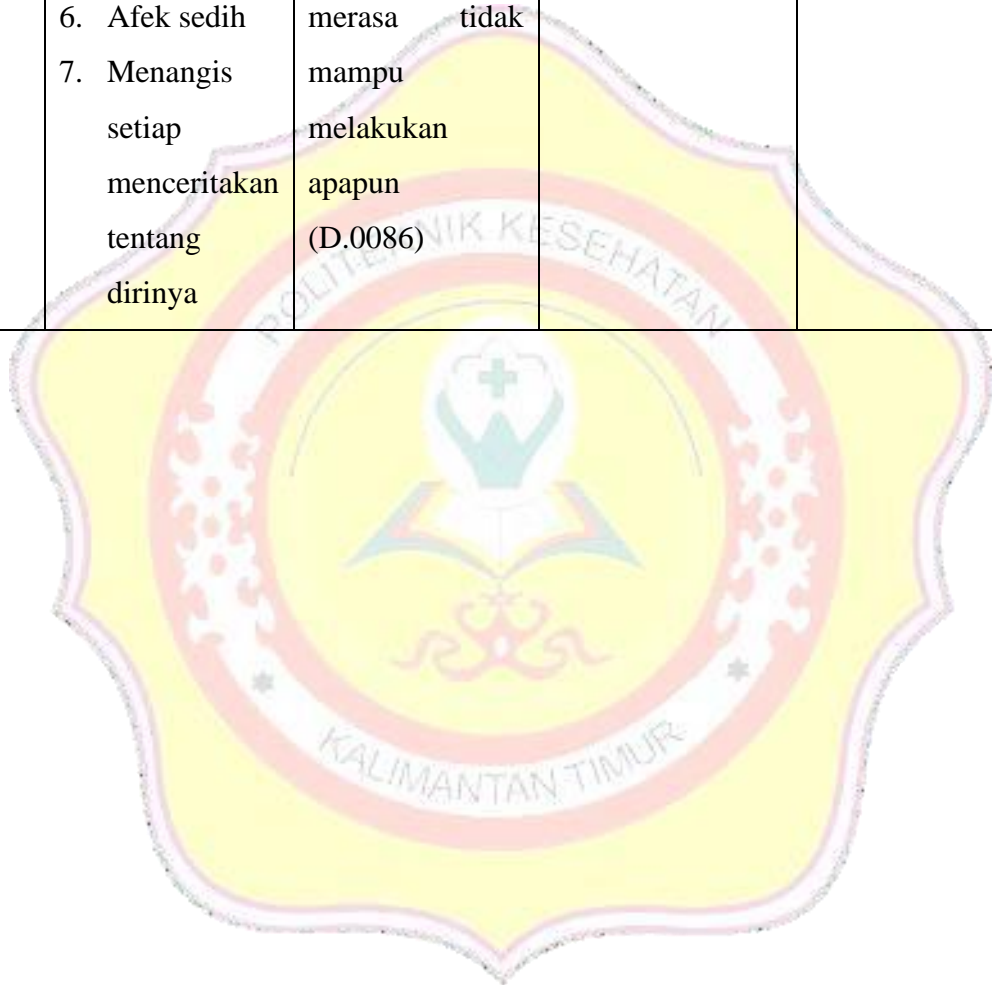 6. Afek sedih
7. Menangis
setiap
menceritakan
tentang
dirinya
merasa tidak
mampu
melakukan
apapun
(D.0086)
POLITEKNIK KESEHATAN
KALIMANTAN TIMUR